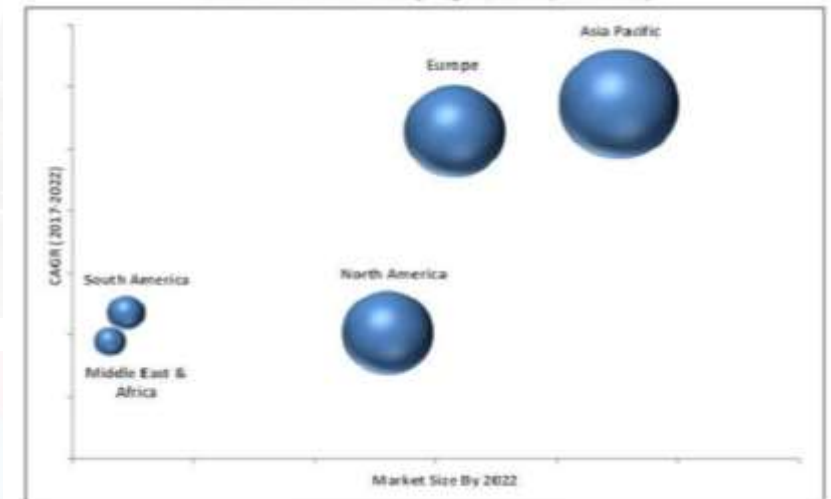 Asia Pacific
Europe
CAGR (2017-2022)
South America
North America
Middle East &
Africa
Market Size By 2022